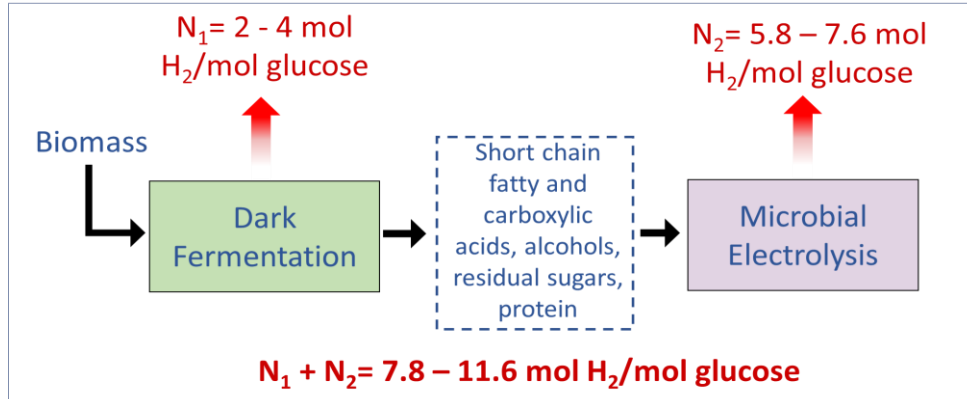 N₁= 2 - 4 mol
H₂/mol glucose
N₂= 5.8 – 7.6 mol
H₂/mol glucose
Biomass
Dark
Fermentation
Short chain
fatty and
carboxylic
acids, alcohols,
residual sugars,
protein
Microbial
Electrolysis
N₁ + N₂= 7.8 – 11.6 mol H₂/mol glucose